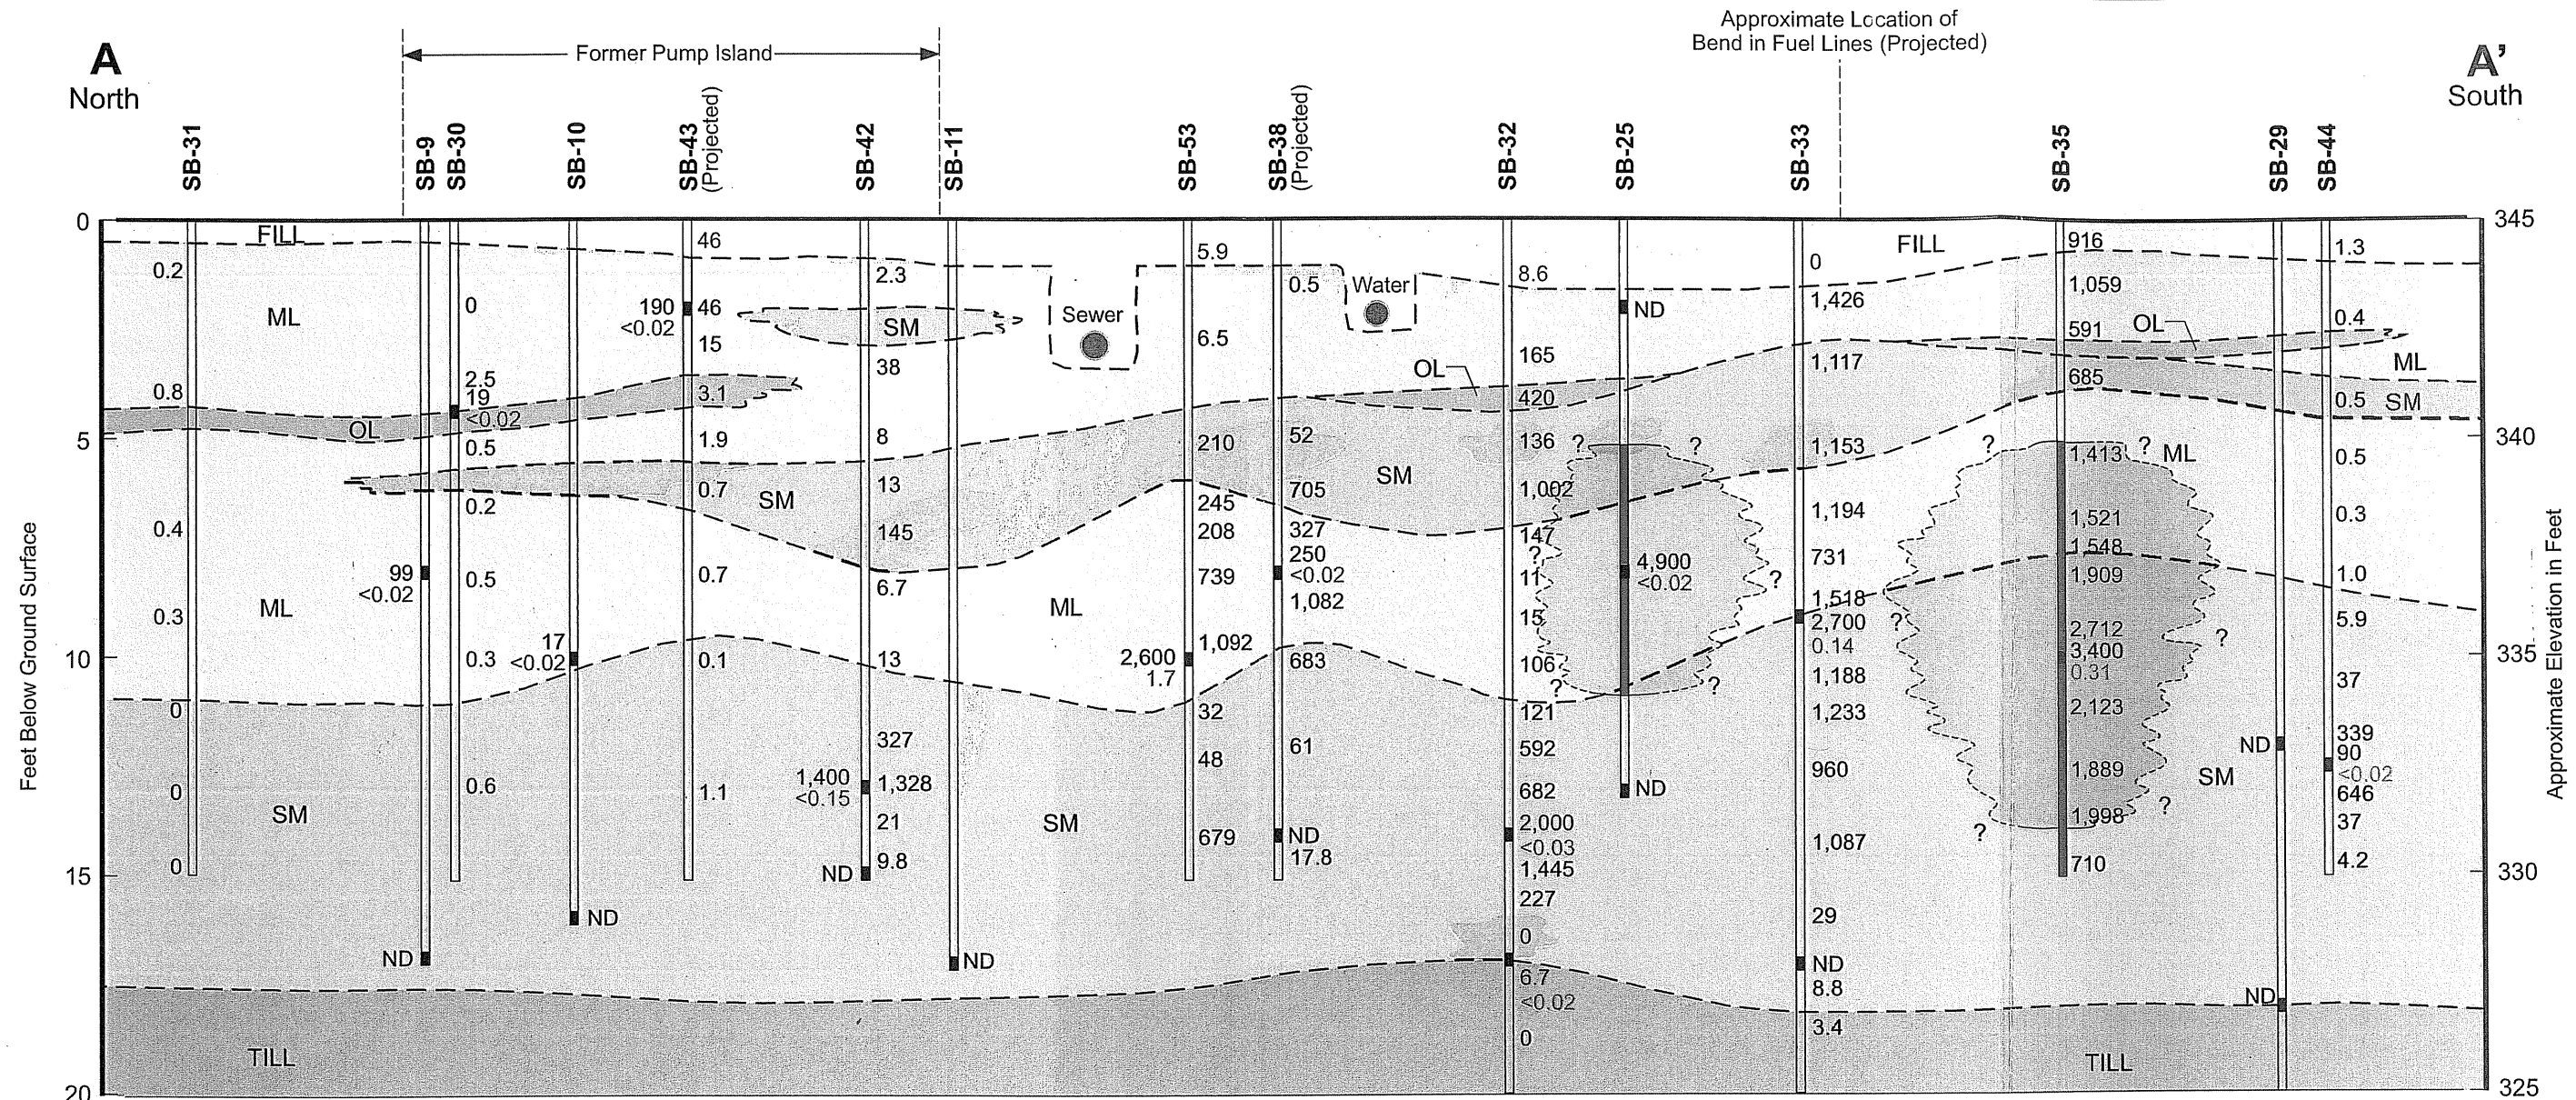 Approximate Location of
Bend in Fuel Lines (Projected)
A
North
Former Pump Island
A'
South
SB-31
SB-9
SB-30
SB-10
SB-43
(Projected)
SB-42
SB-11
SB-53
SB-38
(Projected)
SB-32
SB-25
SB-33
SB-35
SB-29
SB-44
Feet Below Ground Surface
0
5
10
15
20
345
340
335
330
325
Approximate Elevation in Feet
FILL
ML
OL
ML
SM
TILL
0.2
0.8
0.4
0.3
0
0
0
99
<0.02
ND
0
2.5
19
<0.02
0.5
0.2
0.5
0.3
0.6
17
<0.02
ND
46
190
46
<0.02
15
3.1
1.9
0.7
0.7
0.1
1.1
SM
SM
2.3
38
8
13
145
6.7
13
327
1,400
1,328
<0.15
21
9.8
ND
ND
Sewer
ML
SM
5.9
6.5
210
245
208
739
1,092
2,600
1.7
32
48
679
Water
0.5
52
705
327
250
<0.02
1,082
683
61
ND
17.8
OL
SM
8.6
165
420
136
1,002
147
11
15
106
121
592
682
2,000
<0.03
1,445
227
0
6.7
<0.02
0
ND
4,900
<0.02
ND
?
?
?
?
?
?
0
1,426
1,117
1,153
1,194
731
1,518
2,700
0.14
1,188
1,233
960
1,087
29
ND
8.8
3.4
FILL
916
1,059
591
685
1,413
1,521
1,548
1,909
2,712
3,400
0.31
2,123
1,889
1,998
710
?
?
?
?
?
?
OL
ML
SM
ML
SM
TILL
ND
ND
1.3
0.4
0.5
0.5
0.3
1.0
5.9
37
339
90
<0.02
646
37
4.2